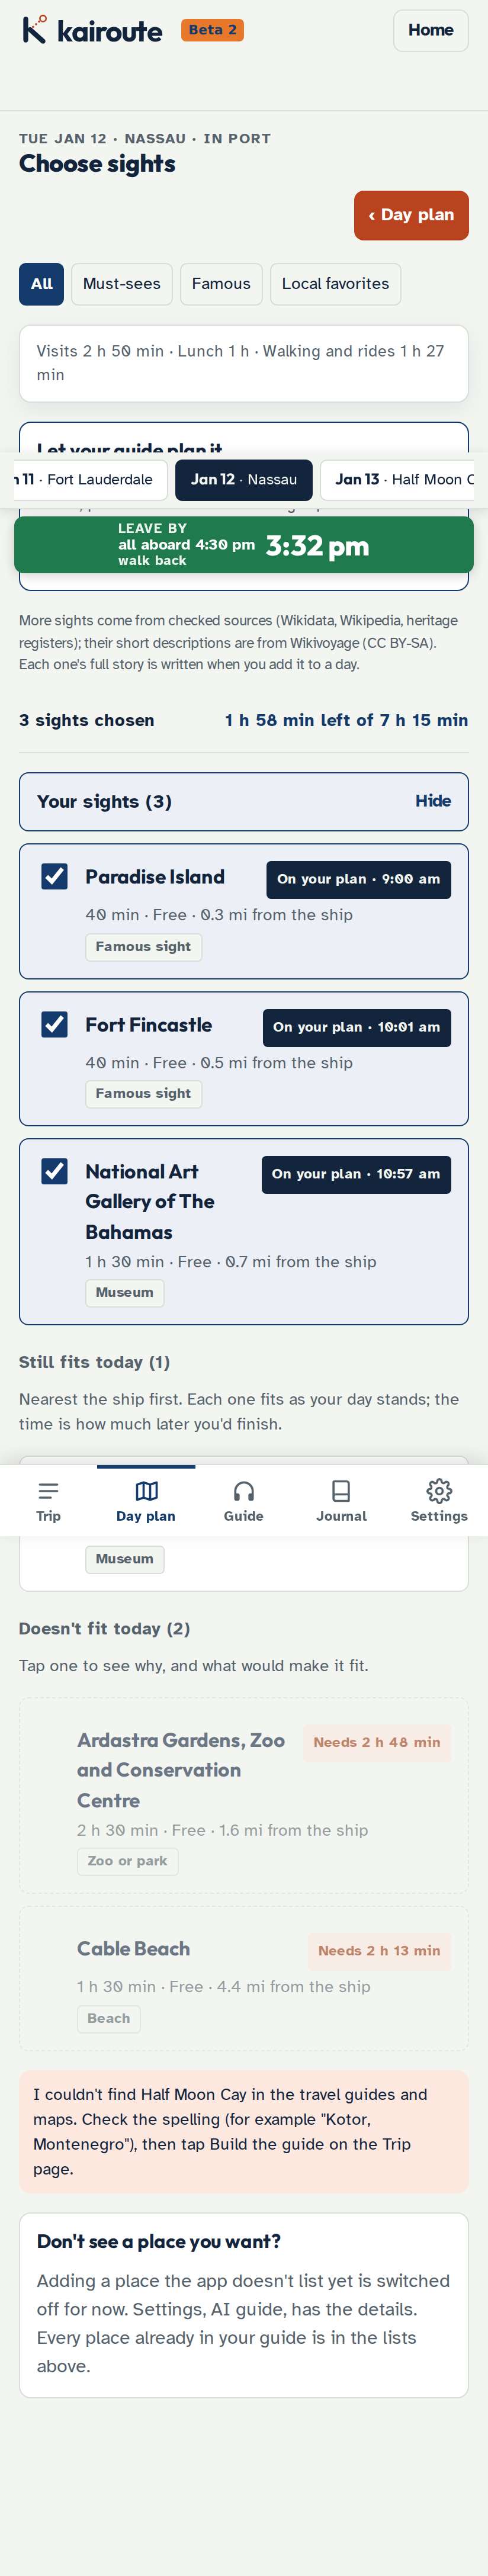 kairoute
Beta 2
Home
TUE JAN 12 · NASSAU · IN PORT
Choose sights
‹ Day plan
All
Must-sees
Famous
Local favorites
Visits 2 h 50 min · Lunch 1 h · Walking and rides 1 h 27
min
Let your guide plan it
11 · Fort Lauderdale
Jan 12 · Nassau
Jan 13 · Half Moon C
LEAVE BY
all aboard 4:30 pm
walk back
3:32 pm
More sights come from checked sources (Wikidata, Wikipedia, heritage
registers); their short descriptions are from Wikivoyage (CC BY-SA).
Each one's full story is written when you add it to a day.
3 sights chosen
1 h 58 min left of 7 h 15 min
Your sights (3)
Hide
Paradise Island
On your plan · 9:00 am
40 min · Free · 0.3 mi from the ship
Famous sight
Fort Fincastle
On your plan · 10:01 am
40 min · Free · 0.5 mi from the ship
Famous sight
National Art
Gallery of The
Bahamas
On your plan · 10:57 am
1 h 30 min · Free · 0.7 mi from the ship
Museum
Still fits today (1)
Nearest the ship first. Each one fits as your day stands; the
time is how much later you'd finish.
Trip
Day plan
Guide
Journal
Settings
Museum
Doesn't fit today (2)
Tap one to see why, and what would make it fit.
Ardastra Gardens, Zoo
and Conservation
Centre
Needs 2 h 48 min
2 h 30 min · Free · 1.6 mi from the ship
Zoo or park
Cable Beach
Needs 2 h 13 min
1 h 30 min · Free · 4.4 mi from the ship
Beach
I couldn't find Half Moon Cay in the travel guides and
maps. Check the spelling (for example "Kotor,
Montenegro"), then tap Build the guide on the Trip
page.
Don't see a place you want?
Adding a place the app doesn't list yet is switched
off for now. Settings, AI guide, has the details.
Every place already in your guide is in the lists
above.